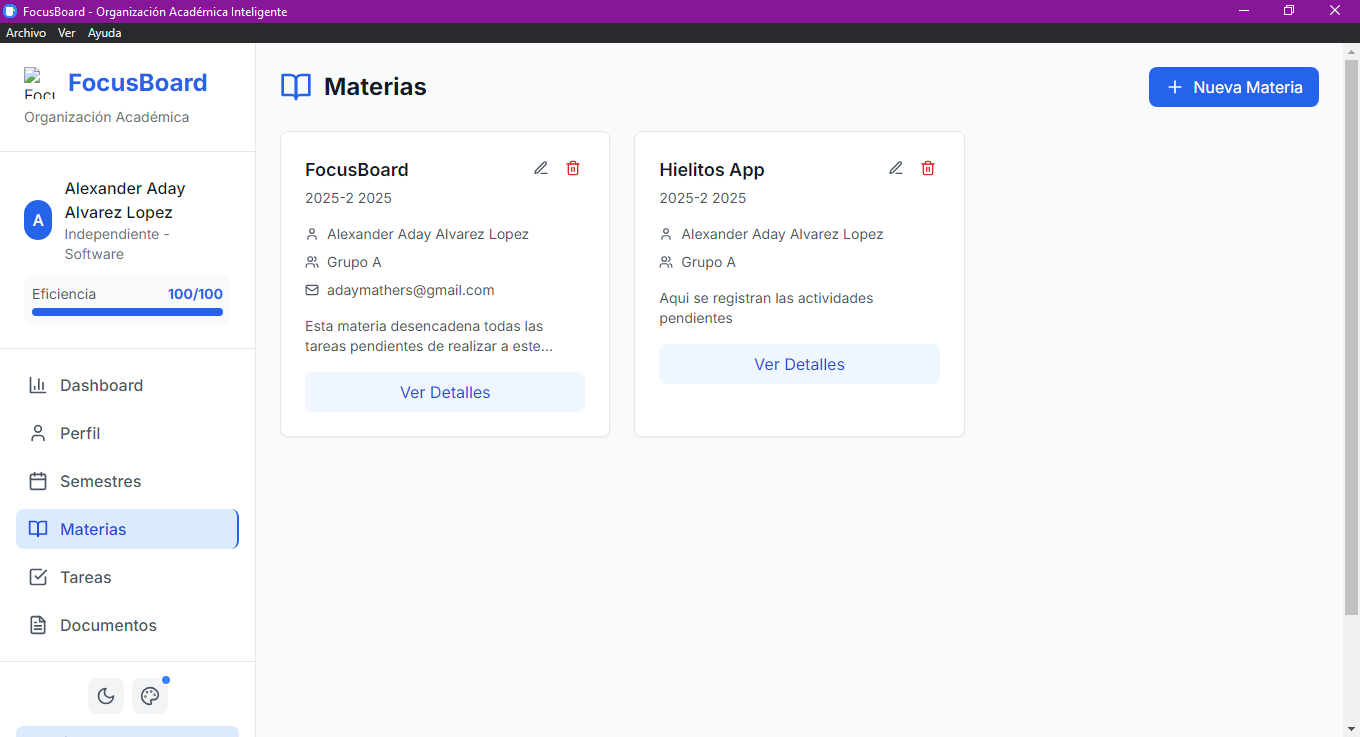 FocusBoard - Organización Académica Inteligente
Archivo Ver Ayuda
Focu
FocusBoard
Organización Académica
A
Alexander Aday
Alvarez Lopez
Independiente -
Software
Eficiencia 100/100
Dashboard
Perfil
Semestres
Materias
Tareas
Documentos
Materias
Nueva Materia
FocusBoard
2025-2 2025
Alexander Aday Alvarez Lopez
Grupo A
adaymathers@gmail.com
Esta materia desencadena todas las
tareas pendientes de realizar a este...
Ver Detalles
Hielitos App
2025-2 2025
Alexander Aday Alvarez Lopez
Grupo A
Aqui se registran las actividades
pendientes
Ver Detalles